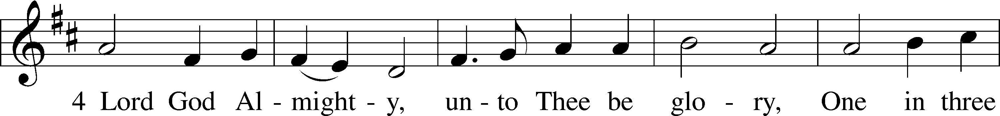 4 Lord God Al - might - y, un - to Thee be glo - ry, One in three